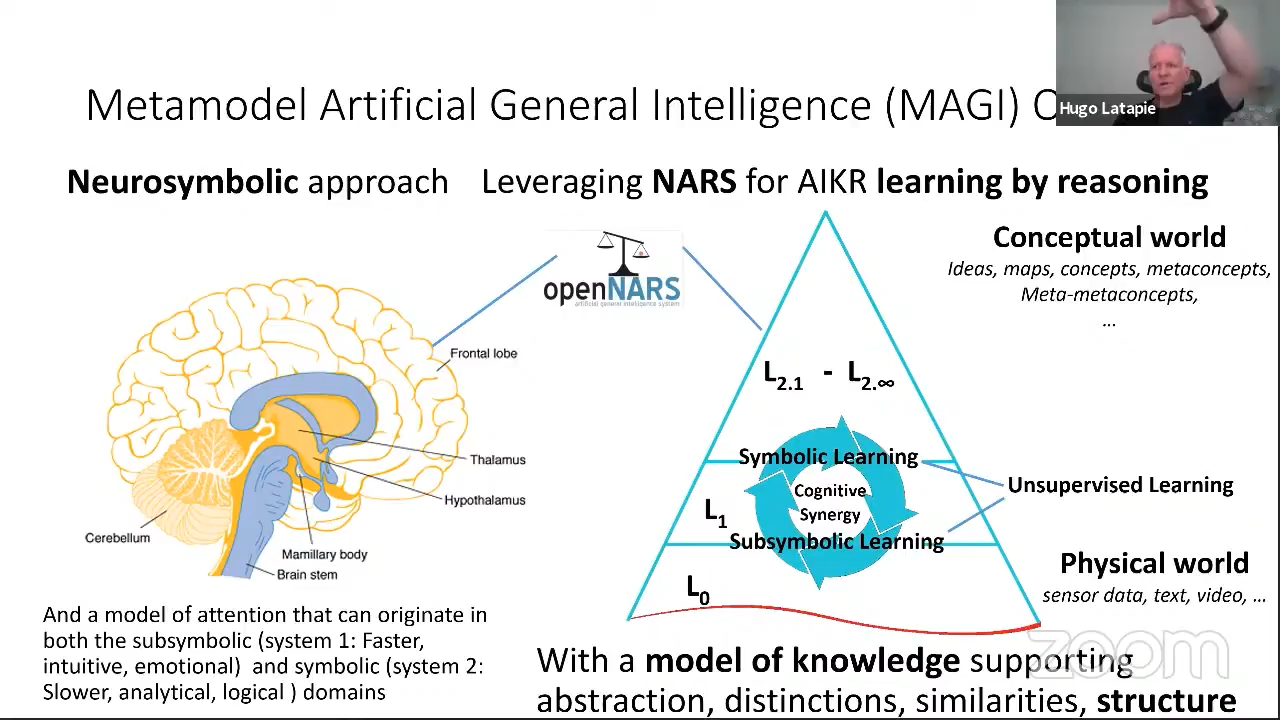 Hugo Latapie
Metamodel Artificial General Intelligence (MAGI)
Neurosymbolic approach
Leveraging NARS for AIKR learning by reasoning
openNARS
artificial general intelligence system
Frontal lobe
Thalamus
Hypothalamus
Cerebellum
Mamillary body
Brain stem
Conceptual world
Ideas, maps, concepts, metaconcepts,
Meta-metaconcepts,
...
L2.1 - L2.∞
Symbolic Learning
Cognitive
Synergy
L1
Subsymbolic Learning
Unsupervised Learning
L0
Physical world
sensor data, text, video, ...
And a model of attention that can originate in
both the subsymbolic (system 1: Faster,
intuitive, emotional) and symbolic (system 2:
Slower, analytical, logical ) domains
With a model of knowledge supporting
abstraction, distinctions, similarities, structure
zoom